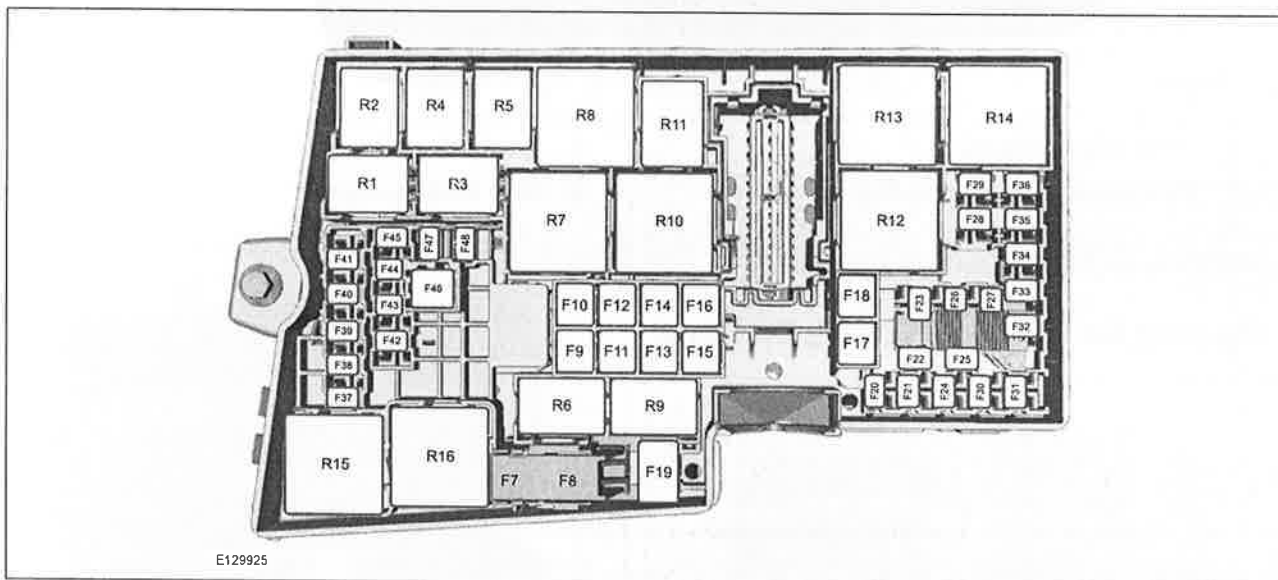 R2 R4 R5 R8 R11 R13 R14
R1 R3 R7 R10 R12
F29 F36
F28 F35
F45 F47 F48
F41 F44 F34
F40 F46 F33
F43 F10 F12 F14 F16 F18 F23 F26 F27
F39 F42 F32
F38 F9 F11 F13 F15 F17 F22 F25
F37 F20 F21 F24 F30 F31
R6 R9
R15 R16 F7 F8 F19
E129925